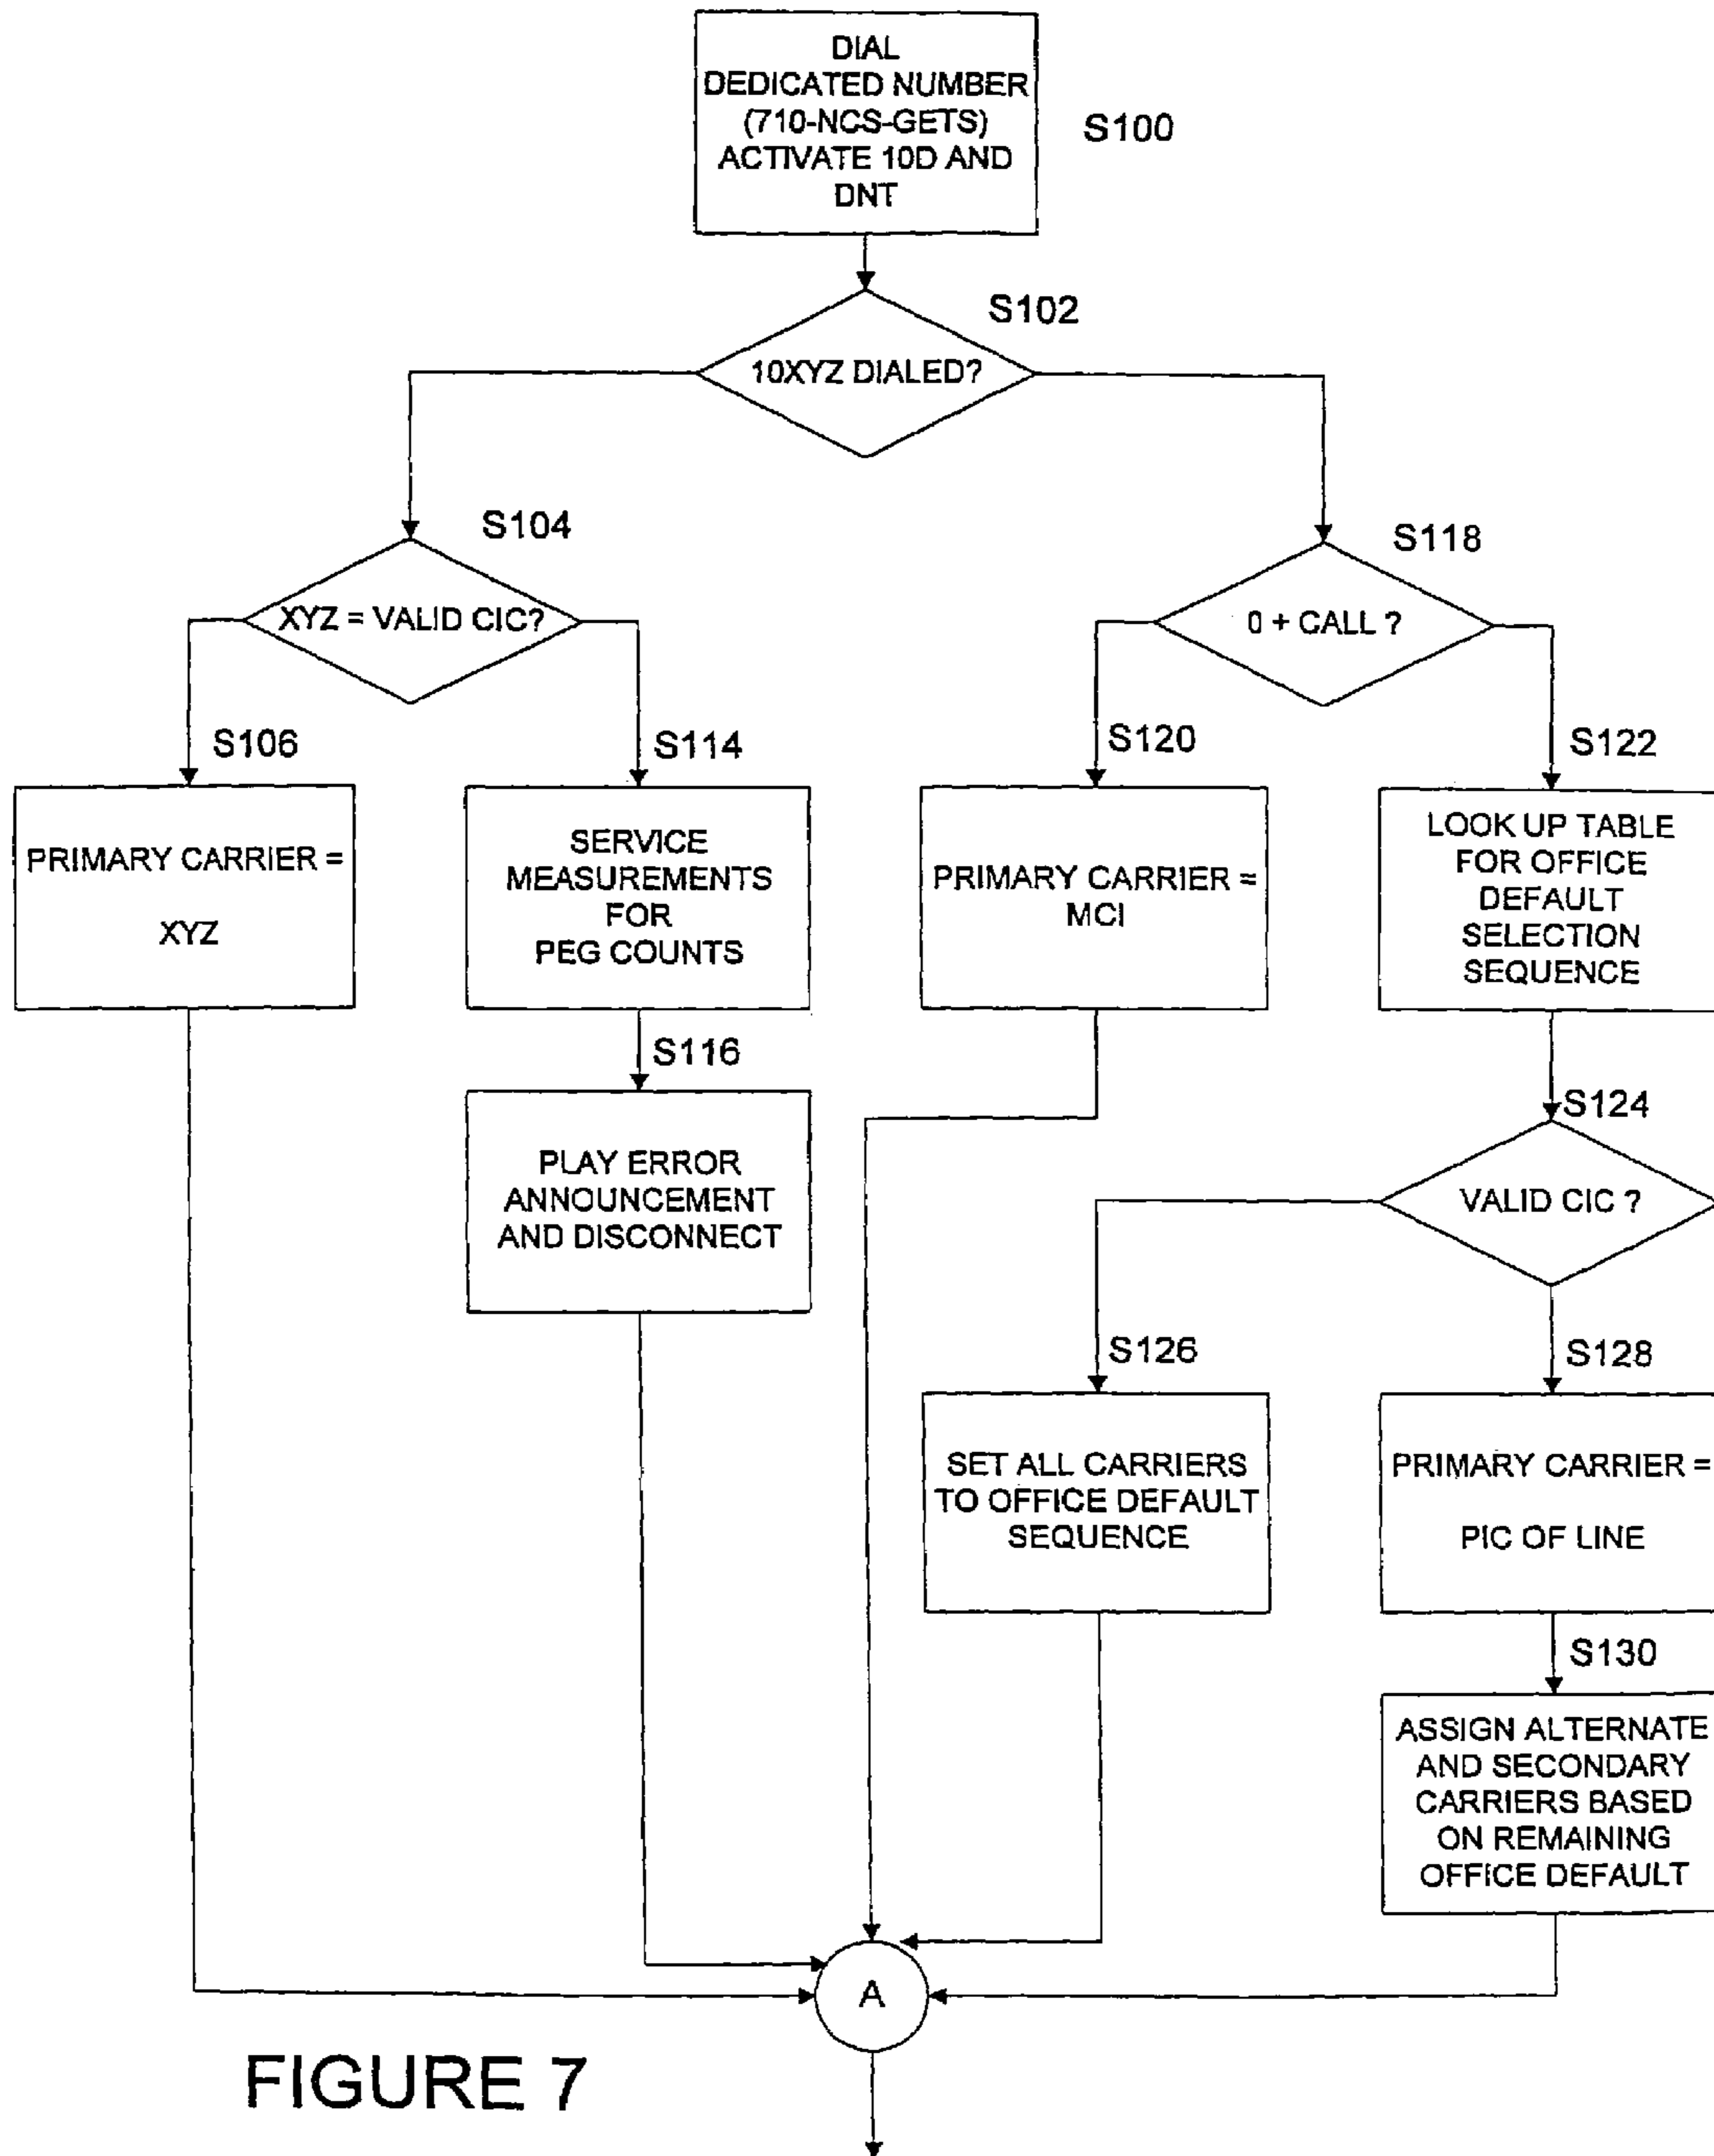 DIAL
DEDICATED NUMBER
(710-NCS-GETS)
ACTIVATE 10D AND
DNT
S100
S102
10XYZ DIALED?
S104
XYZ = VALID CIC?
S118
0 + CALL ?
S106
PRIMARY CARRIER =
XYZ
S114
SERVICE
MEASUREMENTS
FOR
PEG COUNTS
S120
PRIMARY CARRIER =
MCI
S122
LOOK UP TABLE
FOR OFFICE
DEFAULT
SELECTION
SEQUENCE
S116
PLAY ERROR
ANNOUNCEMENT
AND DISCONNECT
S124
VALID CIC ?
S126
SET ALL CARRIERS
TO OFFICE DEFAULT
SEQUENCE
S128
PRIMARY CARRIER =
PIC OF LINE
S130
ASSIGN ALTERNATE
AND SECONDARY
CARRIERS BASED
ON REMAINING
OFFICE DEFAULT
A
FIGURE 7